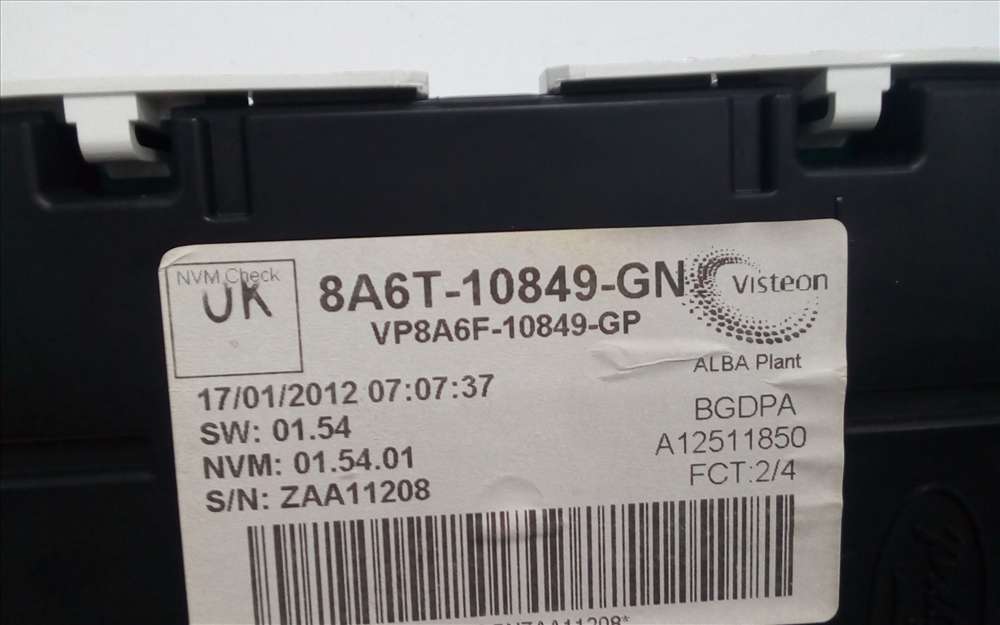 NVM Check
OK
8A6T-10849-GN
Visteon
VP8A6F-10849-GP
ALBA Plant
17/01/2012 07:07:37
BGDPA
SW: 01.54
A12511850
NVM: 01.54.01
FCT:2/4
S/N: ZAA11208